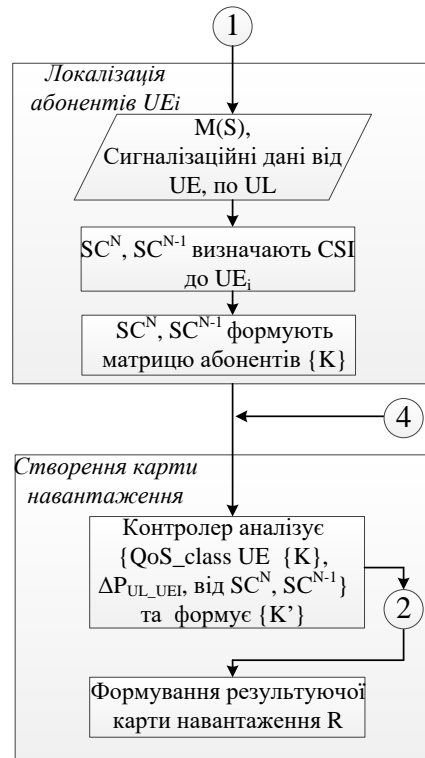 1
Локалізація
абонентів UEi
M(S),
Сигналізаційні дані від
UE, по UL
SC^N, SC^N-1 визначають CSI
до UE_i
SC^N, SC^N-1 формують
матрицю абонентів {K}
4
Створення карти
навантаження
Контролер аналізує
{QoS_class UE {K},
ΔP_UL_UEI, від SC^N, SC^N-1}
та формує {K’}
2
Формування результуючої
карти навантаження R